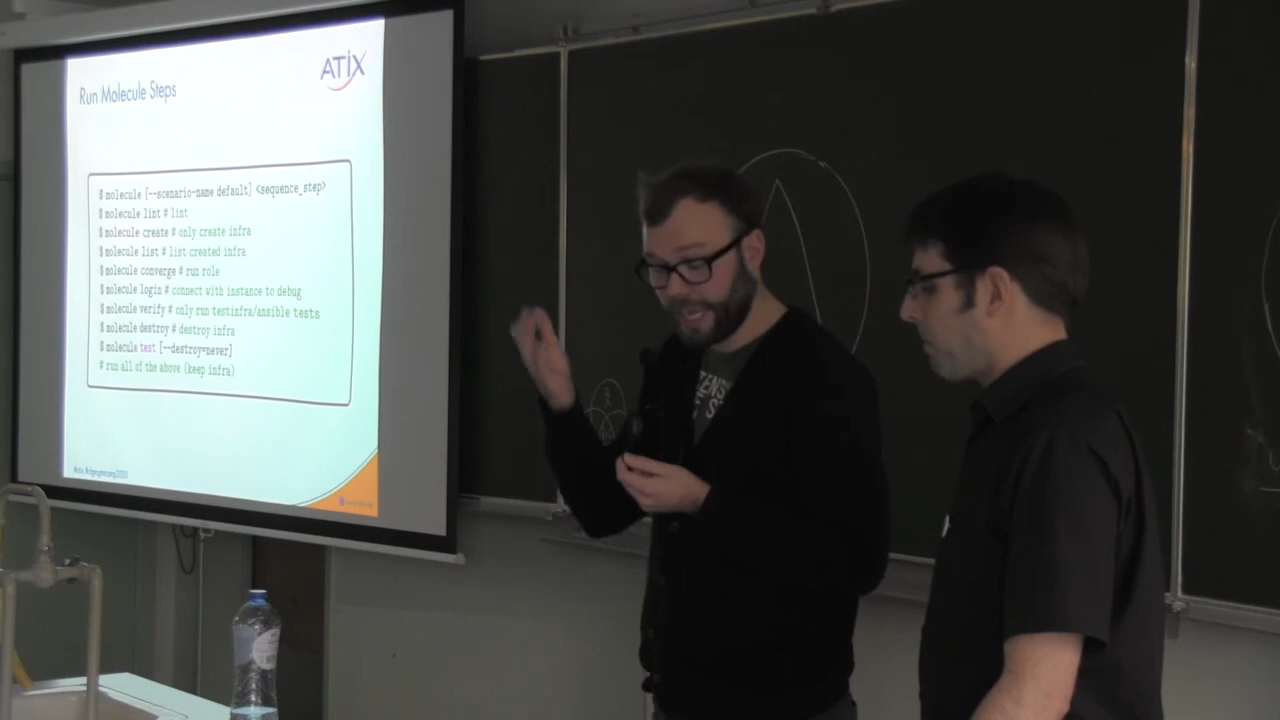 ATIX
Run Molecule Steps
$ molecule [--scenario-name default] <sequence_step>
$ molecule lint # lint
$ molecule create # only create infra
$ molecule list # list created infra
$ molecule converge # run role
$ molecule login # connect with instance to debug
$ molecule verify # only run testinfra/ansible tests
$ molecule destroy # destroy infra
$ molecule test [--destroy=never]
# run all of the above (keep infra)